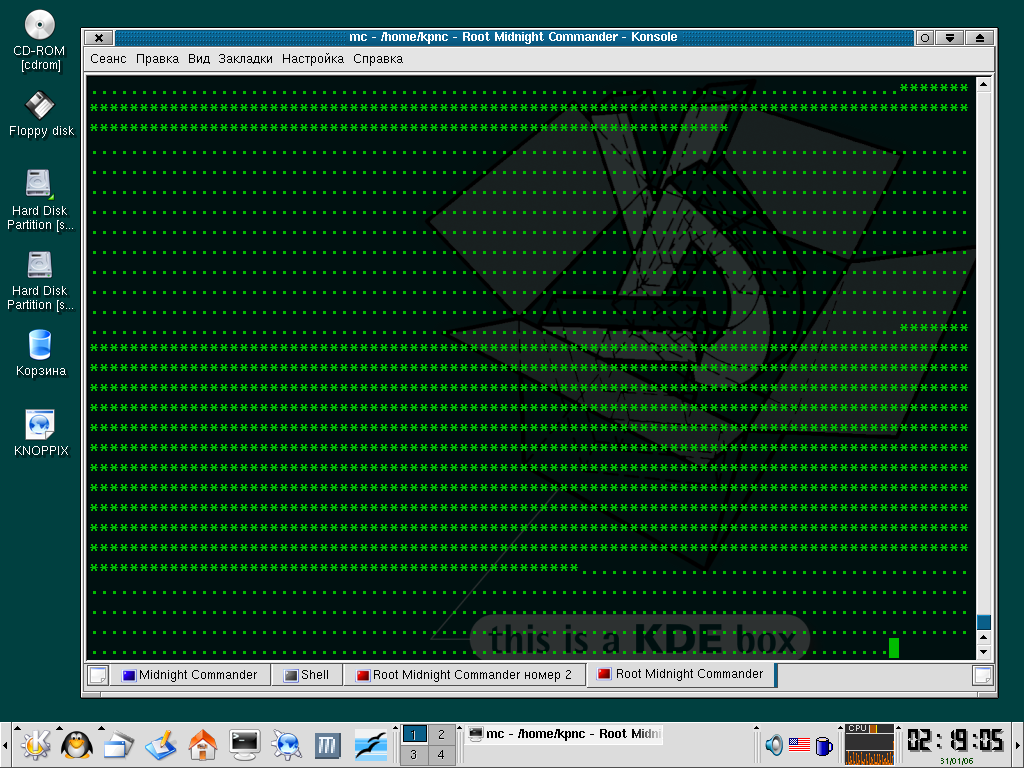 mc - /home/kpnc - Root Midnight Commander - Konsole
Сеанс Правка Вид Закладки Настройка Справка
CD-ROM
[cdrom]
Floppy disk
Hard Disk
Partition [s...
Hard Disk
Partition [s...
Корзина
KNOPPIX
this is a KDE box
Midnight Commander
Shell
Root Midnight Commander номер 2
Root Midnight Commander
1 2
3 4
mc - /home/kpnc - Root Midni
CPU
02:19:05
31/01/06